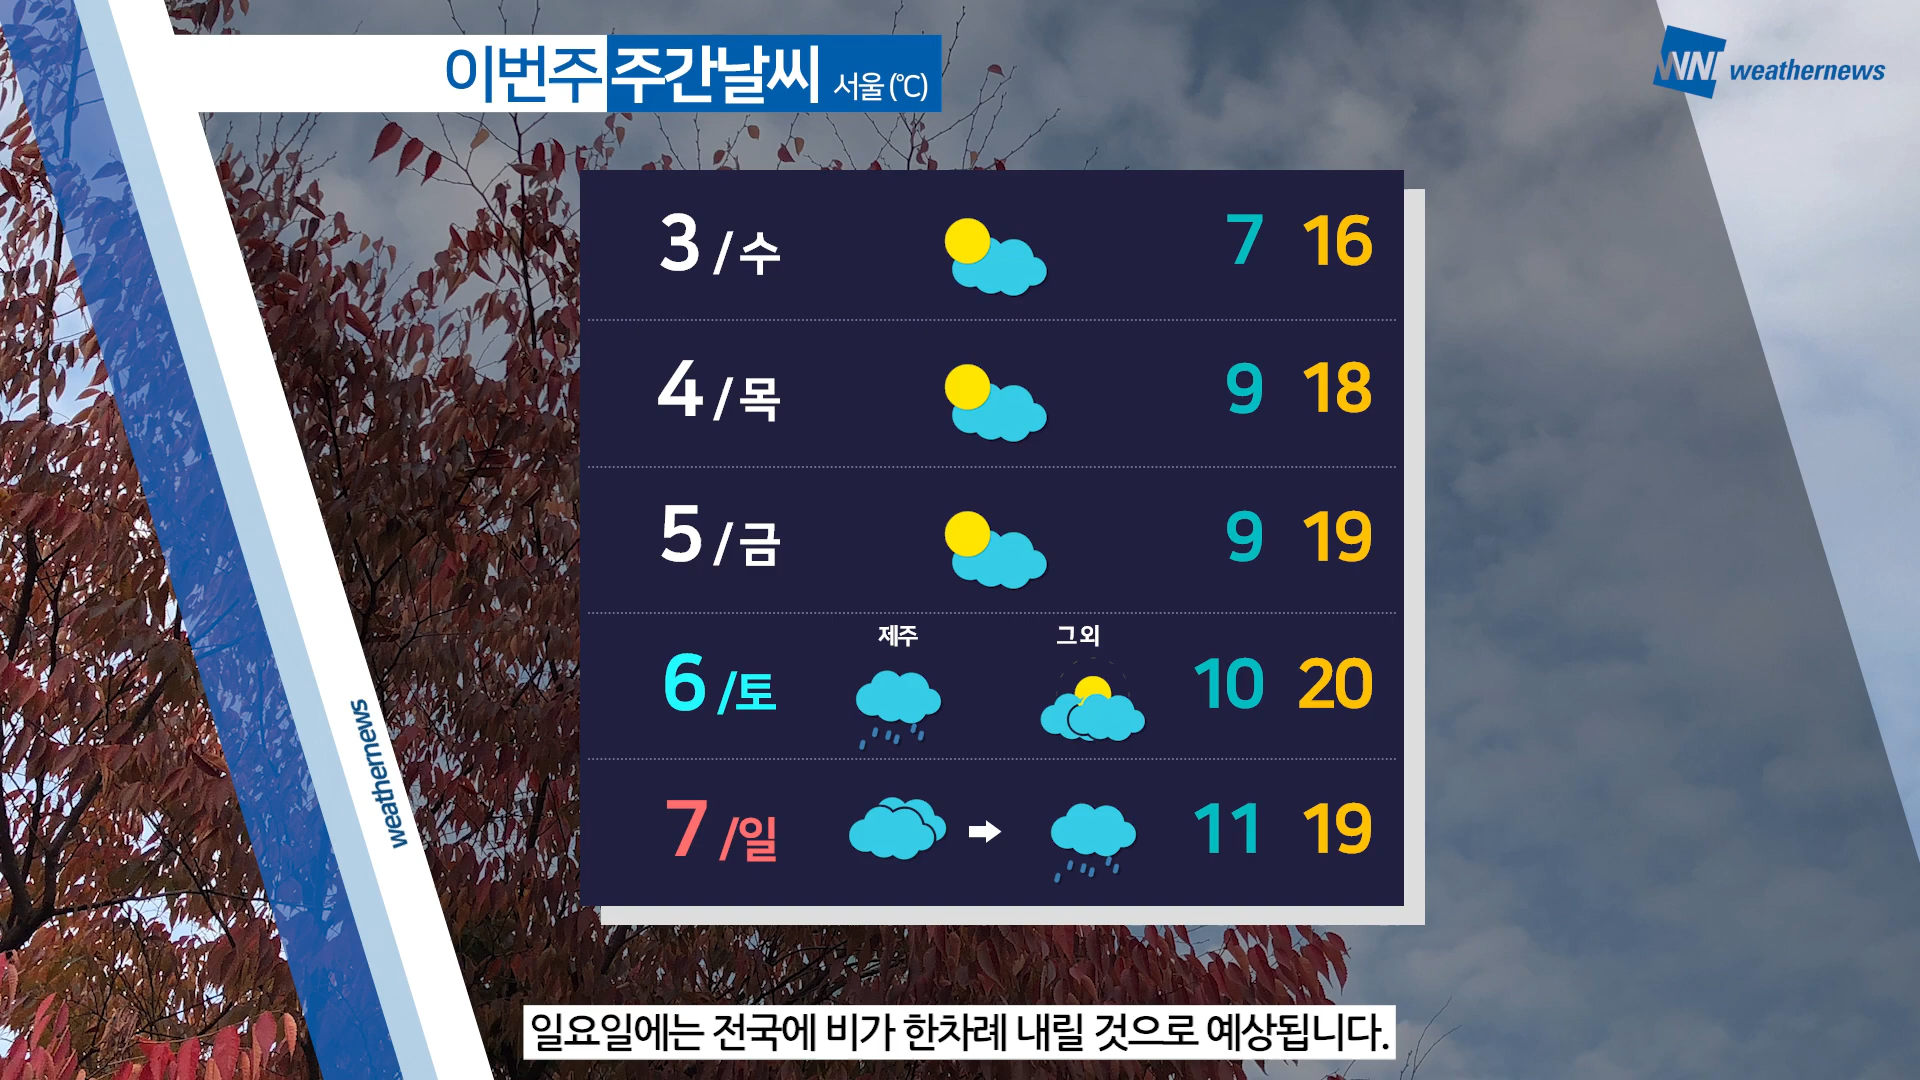 이번주 주간날씨 서울 (℃)
weathernews
3 / 수 7 16
4 / 목 9 18
5 / 금 9 19
제주 그 외
6 / 토 10 20
7 / 일 11 19
weathernews
일요일에는 전국에 비가 한차례 내릴 것으로 예상됩니다.